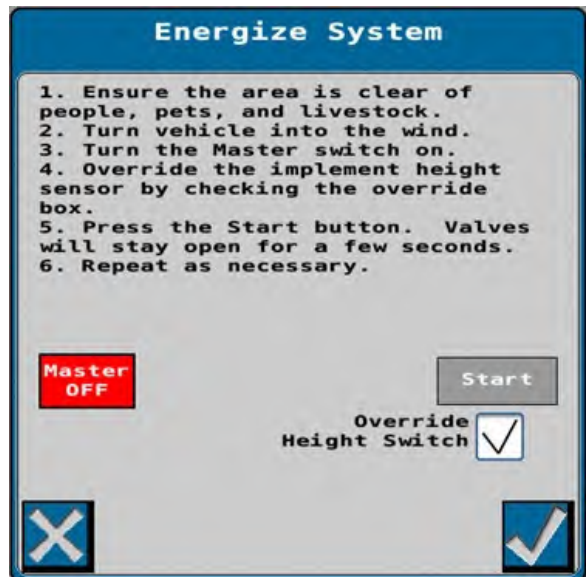 Energize System
1. Ensure the area is clear of
people, pets, and livestock.
2. Turn vehicle into the wind.
3. Turn the Master switch on.
4. Override the implement height
sensor by checking the override
box.
5. Press the Start button.  Valves
will stay open for a few seconds.
6. Repeat as necessary.
Master
OFF
Start
Override
Height Switch